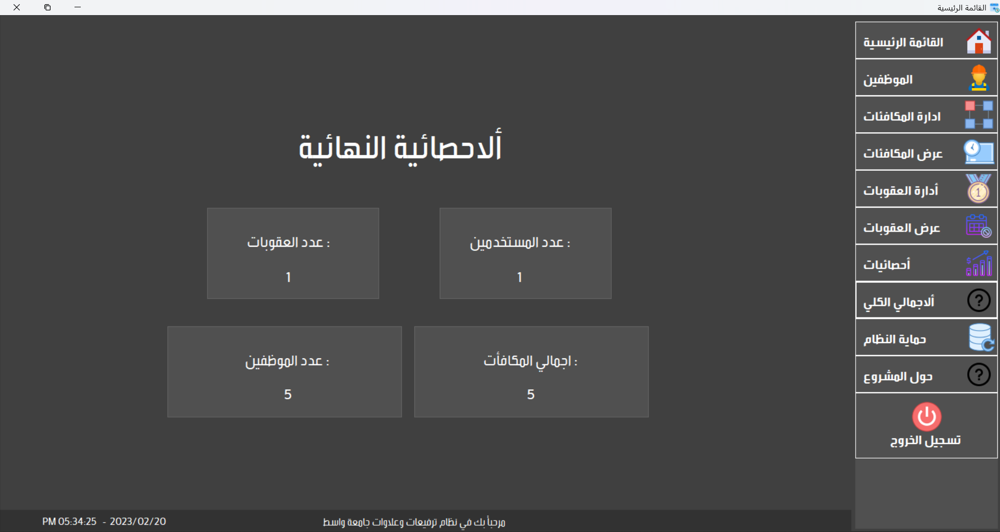 القائمة الرئيسية
القائمة الرئيسية
الموظفين
ادارة المكافئات
عرض المكافئات
أدارة العقوبات
عرض العقوبات
أحصائيات
ألاجمالي الكلي
حماية النظام
حول المشروع
تسجيل الخروج
ألاحصائية النهائية
عدد المستخدمين :
1
عدد العقوبات :
1
اجمالي المكافأت :
5
عدد الموظفين :
5
مرحبأ بك في نظام ترفيعات وعلاوات جامعة واسط
PM 05:34:25 - 2023/02/20